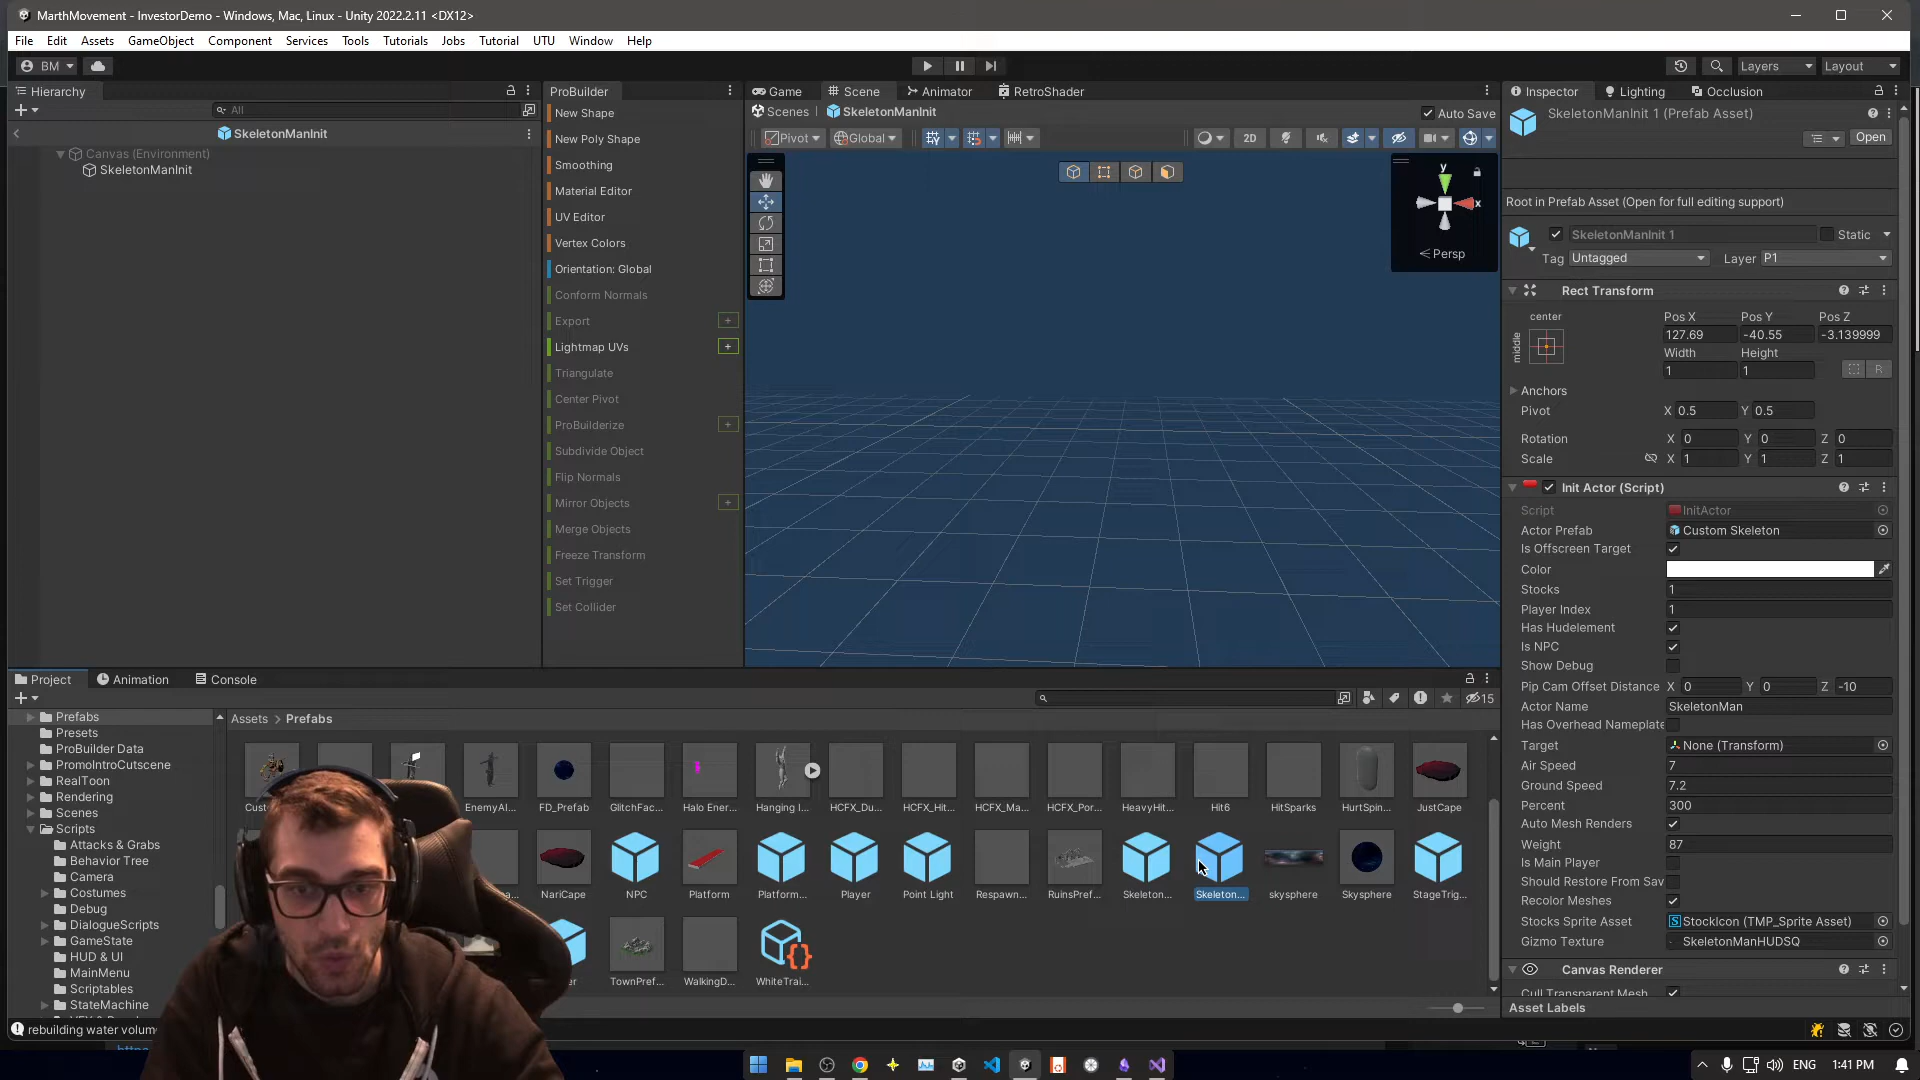 MarthMovement - InvestorDemo - Windows, Mac, Linux - Unity 2022.2.11 <DX12>
File Edit Assets GameObject Component Services Tools Tutorials Jobs Tutorial UTU Window Help
BM
Layers
Layout
Hierarchy
All
SkeletonManInit
Canvas (Environment)
SkeletonManInit
ProBuilder
New Shape
New Poly Shape
Smoothing
Material Editor
UV Editor
Vertex Colors
Orientation: Global
Conform Normals
Export
Lightmap UVs
Triangulate
Center Pivot
ProBuilderize
Subdivide Object
Flip Normals
Mirror Objects
Merge Objects
Freeze Transform
Set Trigger
Set Collider
Game Scene Animator RetroShader
Scenes SkeletonManInit
Auto Save
Pivot Global
2D
y
x
< Persp
Inspector Lighting Occlusion
SkeletonManInit 1 (Prefab Asset)
Open
Root in Prefab Asset (Open for full editing support)
SkeletonManInit 1 Static
Tag Untagged Layer P1
Rect Transform
center
middle
Pos X Pos Y Pos Z
127.69 -40.55 -3.139999
Width Height
1 1
R
Anchors
Pivot X 0.5 Y 0.5
Rotation X 0 Y 0 Z 0
Scale X 1 Y 1 Z 1
Init Actor (Script)
Script InitActor
Actor Prefab Custom Skeleton
Is Offscreen Target
Color
Stocks 1
Player Index 1
Has Hudelement
Is NPC
Show Debug
Pip Cam Offset Distance X 0 Y 0 Z -10
Actor Name SkeletonMan
Has Overhead Nameplate
Target None (Transform)
Air Speed 7
Ground Speed 7.2
Percent 300
Auto Mesh Renders
Weight 87
Is Main Player
Should Restore From Sav
Recolor Meshes
Stocks Sprite Asset StockIcon (TMP_Sprite Asset)
Gizmo Texture SkeletonManHUDSQ
Canvas Renderer
Cull Transparent Mesh
Asset Labels
Project Animation Console
15
Prefabs
Presets
ProBuilder Data
PromoIntroCutscene
RealToon
Rendering
Scenes
Scripts
Attacks & Grabs
Behavior Tree
Camera
Costumes
Debug
DialogueScripts
GameState
HUD & UI
MainMenu
Scriptables
StateMachine
Assets > Prefabs
EnemyAI... FD_Prefab GlitchFac... Halo Ener... Hanging I... HCFX_Du... HCFX_Hit... HCFX_Ma... HCFX_Por... HeavyHit... Hit6 HitSparks HurtSpin... JustCape
NariCape NPC Platform Platform... Player Point Light Respawn... RuinsPref... Skeleton... Skeleton... skysphere Skysphere StageTrig...
TownPref... WalkingD... WhiteTrai...
rebuilding water volum
ENG 1:41 PM